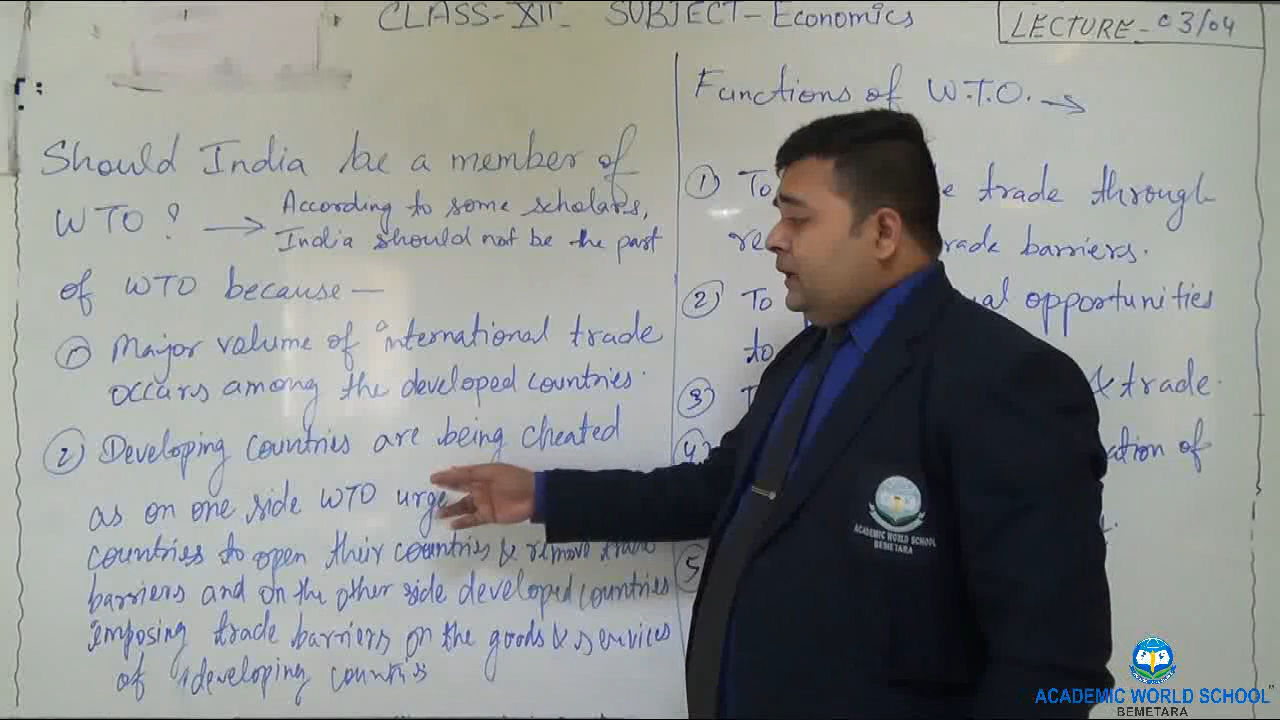 CLASS-XII SUBJECT-Economics
LECTURE-03/04
Should India be a member of
WTO? → According to some scholars,
India should not be the part
of WTO because—
① Major volume of international trade
occurs among the developed countries.
② Developing countries are being cheated
as on one side WTO urge
countries to open their countries & remove trade
barriers and on the other side developed countries
imposing trade barriers on the goods & services
of developing countries
Functions of W.T.O. →
① To trade through
barriers.
② To opportunities
to
③ & trade.
④ of
⑤
ACADEMIC WORLD SCHOOL
BEMETARA
ACADEMIC WORLD SCHOOL
BEMETARA